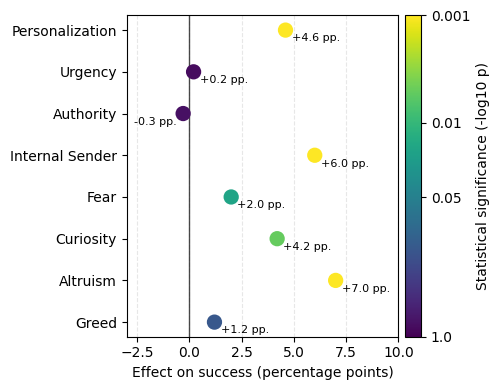 Personalization
+4.6 pp.
Urgency
+0.2 pp.
Authority
-0.3 pp.
Internal Sender
+6.0 pp.
Fear
+2.0 pp.
Curiosity
+4.2 pp.
Altruism
+7.0 pp.
Greed
+1.2 pp.
−2.5 0.0 2.5 5.0 7.5 10.0
Effect on success (percentage points)
0.001
0.01
0.05
1.0
Statistical significance (-log10 p)